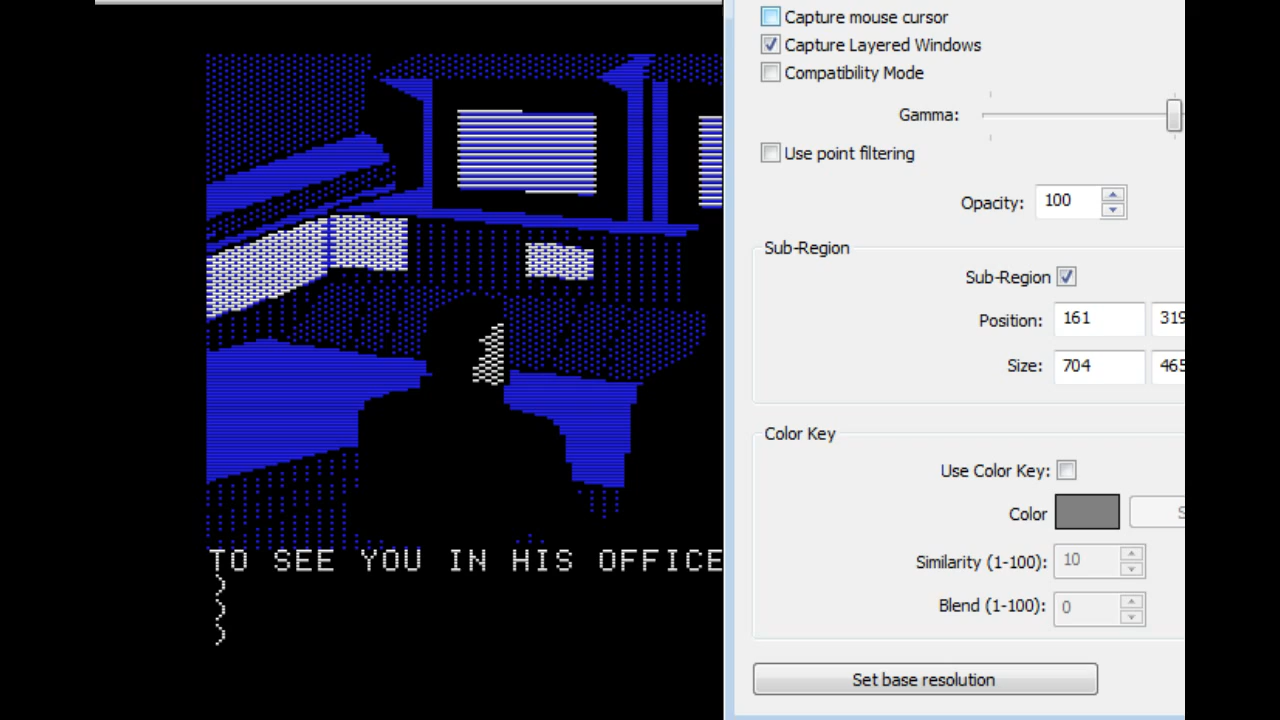 Capture mouse cursor
Capture Layered Windows
Compatibility Mode
Gamma:
Use point filtering
Opacity: 100
Sub-Region
Sub-Region
Position: 161 319
Size: 704 465
Color Key
Use Color Key:
Color
Similarity (1-100): 10
Blend (1-100): 0
Set base resolution
TO SEE YOU IN HIS OFFICE